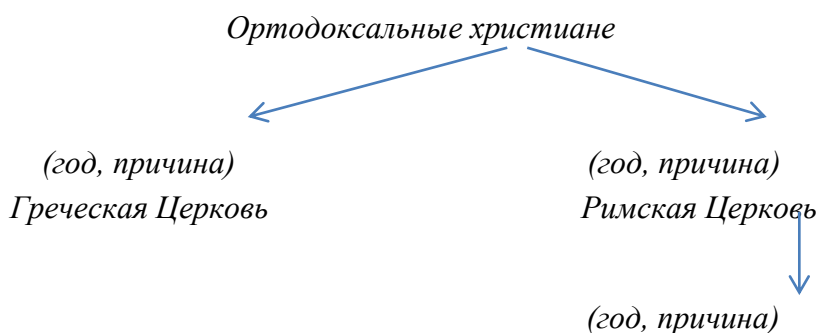 Ортодоксальные христиане
(год, причина) (год, причина)
Греческая Церковь Римская Церковь
(год, причина)